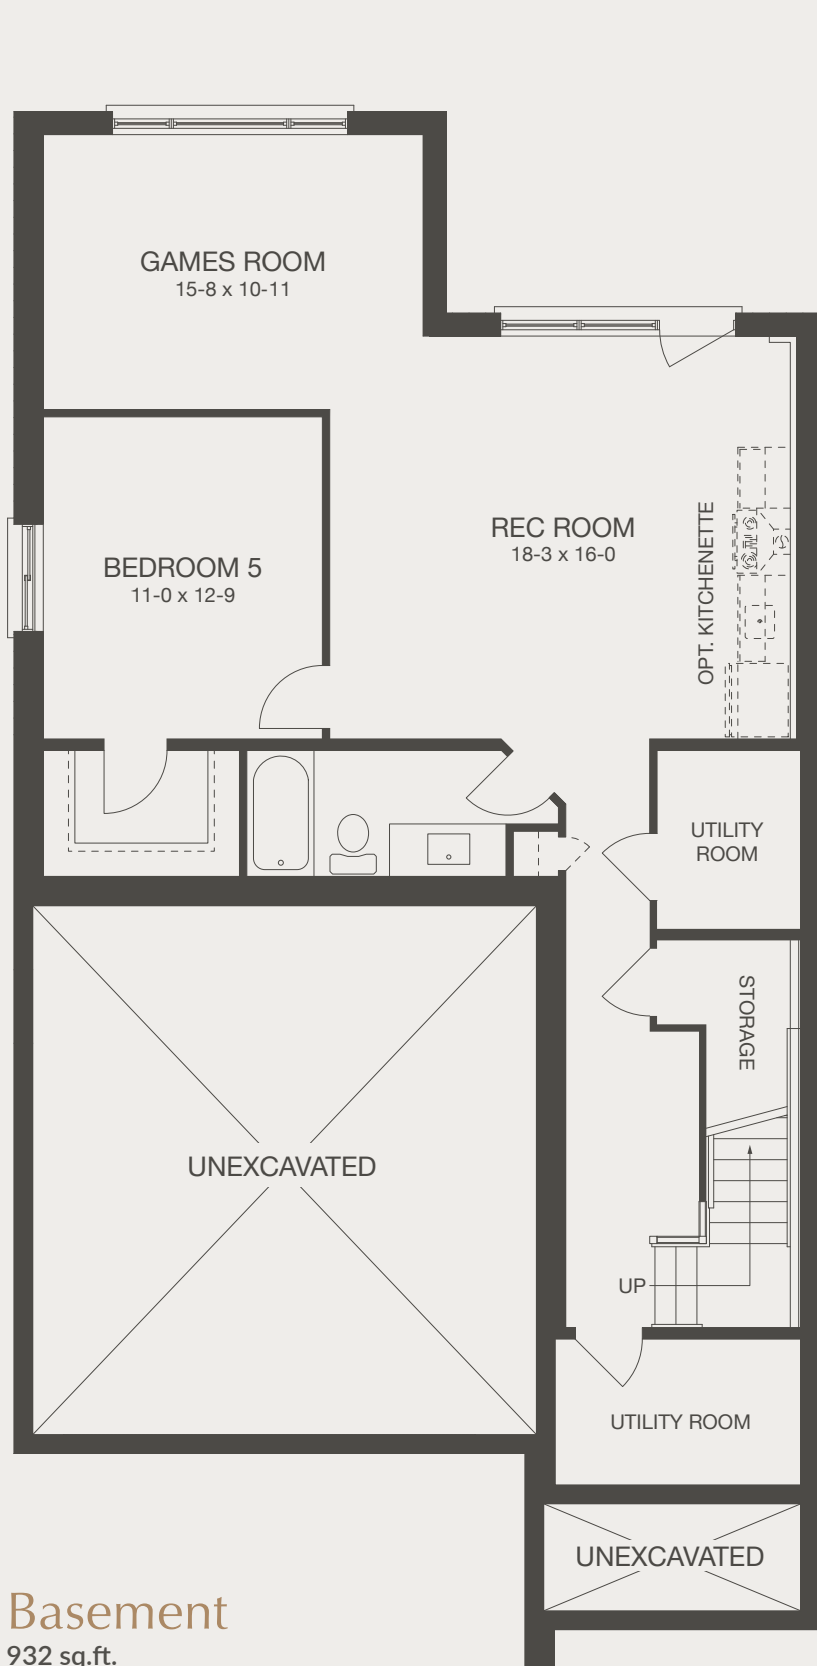 GAMES ROOM
15-8 x 10-11
REC ROOM
18-3 x 16-0
OPT. KITCHENETTE
BEDROOM 5
11-0 x 12-9
UTILITY
ROOM
STORAGE
UNEXCAVATED
UP
UTILITY ROOM
UNEXCAVATED
Basement
932 sq.ft.